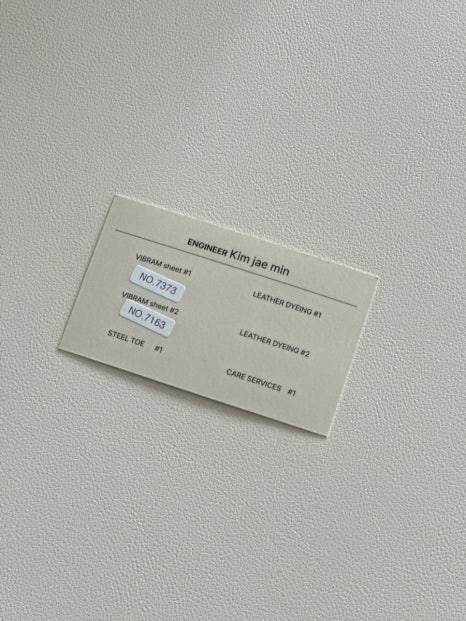 ENGINEER Kim jae min
VIBRAM sheet #1
NO.7373
VIBRAM sheet #2
NO.7163
STEEL TOE #1
LEATHER DYEING #1
LEATHER DYEING #2
CARE SERVICES #1